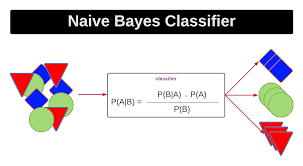 Naive Bayes Classifier
classifier
P(A|B) = P(B|A) . P(A)
P(B)